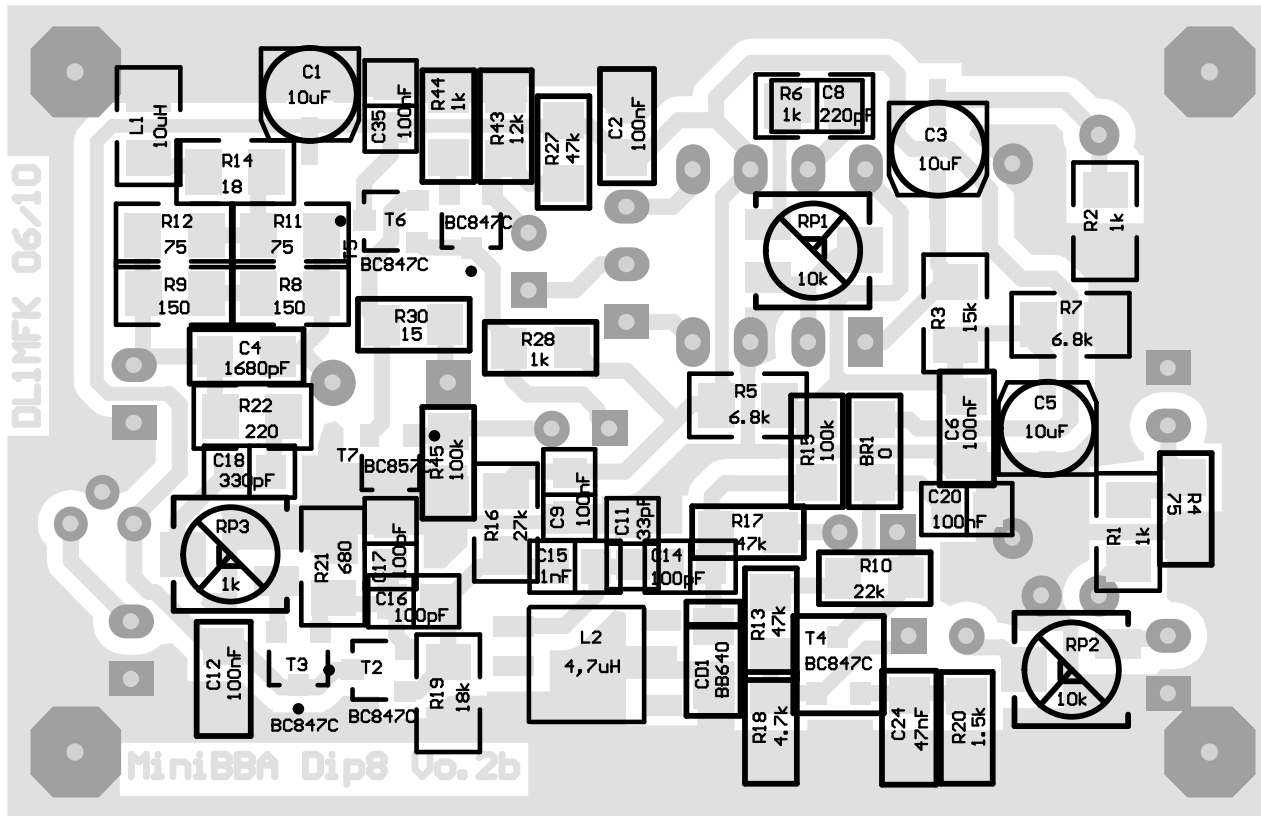 C1
10uF
L1
10uH
C35
100nF
R44
1k
R43
12k
R27
47k
C2
100nF
R6
1k
C8
220pF
C3
10uF
R14
18
R12
75
R11
75
T5
T6
BC847C
BC847C
RP1
10k
R2
1k
R9
150
R8
150
R30
15
R28
1k
R3
15k
R7
6.8k
C4
1680pF
R22
220
R5
6.8k
C6
100nF
C5
10uF
DL1MFK 06/10
C18
330pF
T7
BC857C
R45
100k
R15
100k
BR1
0
R16
27k
C9
100nF
C11
33pF
R17
47k
C20
100nF
R1
1k
R4
75
RP3
1k
R21
680
C17
100pF
C16
100pF
C15
1nF
C14
100pF
R10
22k
C12
100nF
T3
BC847C
T2
BC847C
R19
18k
L2
4,7uH
CD1
BB640
R13
47k
T4
BC847C
RP2
10k
R18
4.7k
C24
47nF
R20
1.5k
MiniBBA Dip8 Vo.2b